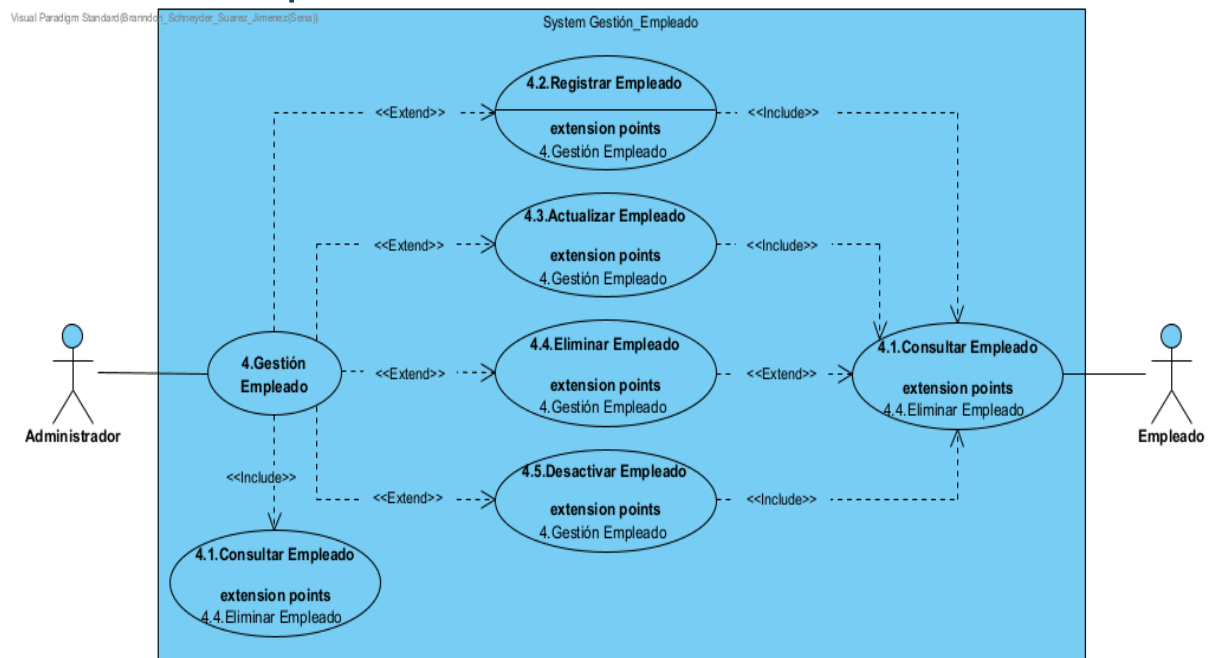 Visual Paradigm Standard(Branndon_Schneyder_Suarez_Jimenez(Sena))
System Gestión_Empleado
4.2.Registrar Empleado
<<Extend>>
<<Include>>
extension points
4.Gestión Empleado
4.3.Actualizar Empleado
<<Extend>>
<<Include>>
extension points
4.Gestión Empleado
4.Gestión
Empleado
4.4.Eliminar Empleado
<<Extend>>
<<Extend>>
extension points
4.Gestión Empleado
4.1.Consultar Empleado
extension points
4.4.Eliminar Empleado
Administrador
Empleado
<<Include>>
4.5.Desactivar Empleado
<<Extend>>
<<Include>>
extension points
4.Gestión Empleado
4.1.Consultar Empleado
extension points
4.4.Eliminar Empleado